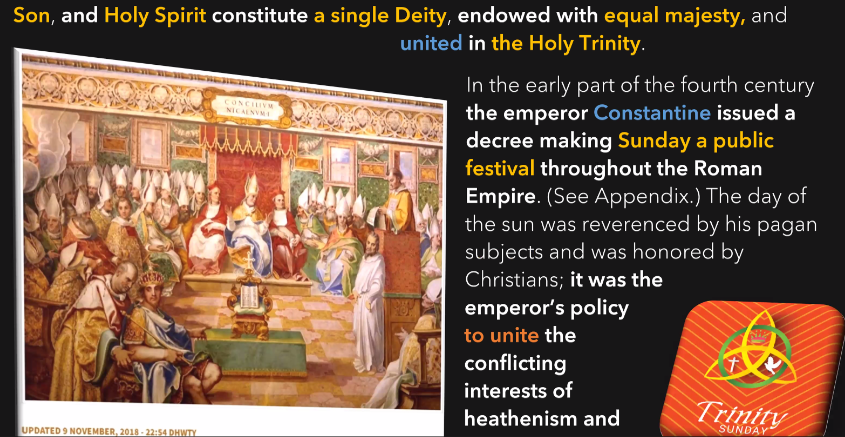 Son, and Holy Spirit constitute a single Deity, endowed with equal majesty, and
united in the Holy Trinity.
CONCILIVM
NICAENVM I
In the early part of the fourth century
the emperor Constantine issued a
decree making Sunday a public
festival throughout the Roman
Empire. (See Appendix.) The day of
the sun was reverenced by his pagan
subjects and was honored by
Christians; it was the
emperor's policy
to unite the
conflicting
interests of
heathenism and
UPDATED 9 NOVEMBER, 2018 - 22:54 DHWTY
Trinity
SUNDAY